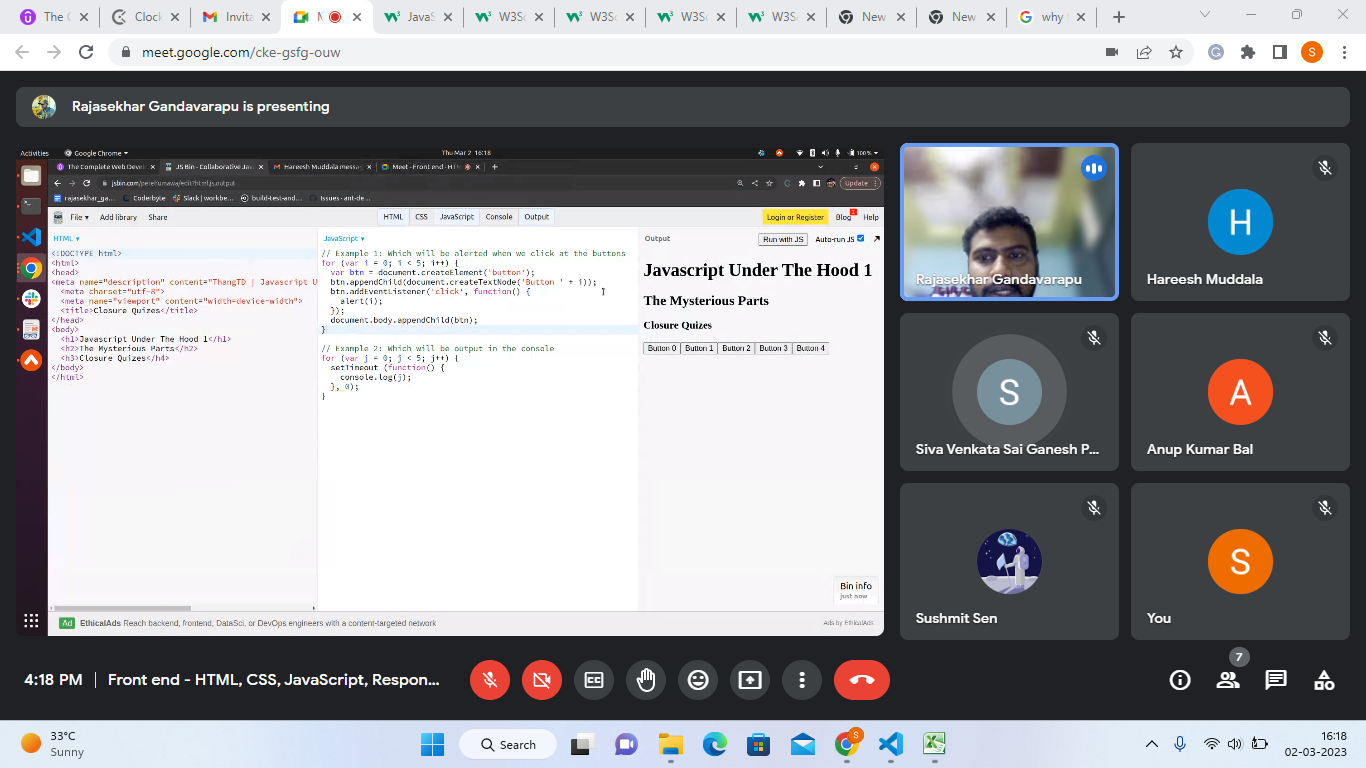 The C
Clock
Invita
M
JavaS
W3Sc
W3Sc
W3Sc
W3Sc
New
New
why
meet.google.com/cke-gsfg-ouw
S
Rajasekhar Gandavarapu is presenting
Activities
Google Chrome
Thu Mar 2 16:18
100 %
The Complete Web Devel
JS Bin - Collaborative Jav
Hareesh Muddala messag
Meet - Front end - HTM
Update
rajasekhar_ga...
Coderbyte
Slack | workbe...
build-test-and...
Issues · ant-de...
File
Add library
Share
HTML
CSS
JavaScript
Console
Output
Login or Register
Blog
1
Help
HTML
<!DOCTYPE html>
<html>
<head>
<meta name="description" content="ThangTD | Javascript U
<meta charset="utf-8">
<meta name="viewport" content="width=device-width">
<title>Closure Quizes</title>
</head>
<body>
<h1>Javascript Under The Hood 1</h1>
<h2>The Mysterious Parts</h2>
<h3>Closure Quizes</h4>
</body>
</html>
JavaScript
// Example 1: Which will be alerted when we click at the buttons
for (var i = 0; i < 5; i++) {
var btn = document.createElement('button');
btn.appendChild(document.createTextNode('Button ' + i));
btn.addEventListener('click', function() {
alert(i);
});
document.body.appendChild(btn);
}
// Example 2: Which will be output in the console
for (var j = 0; j < 5; j++) {
setTimeout (function() {
console.log(j);
}, 0);
}
Output
Run with JS
Auto-run JS
Javascript Under The Hood 1
The Mysterious Parts
Closure Quizes
Button 0
Button 1
Button 2
Button 3
Button 4
Bin info
just now
Ad
EthicalAds Reach backend, frontend, DataSci, or DevOps engineers with a content-targeted network
Ads by EthicalAds
Rajasekhar Gandavarapu
H
Hareesh Muddala
S
Siva Venkata Sai Ganesh P...
A
Anup Kumar Bal
Sushmit Sen
S
You
4:18 PM
Front end - HTML, CSS, JavaScript, Respon...
7
33°C
Sunny
Search
S
16:18
02-03-2023